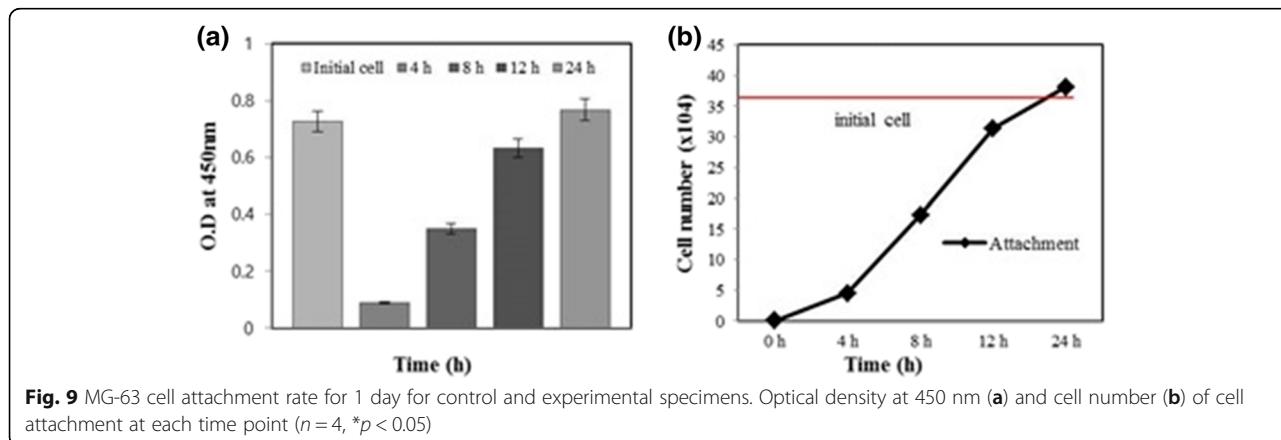 (a)
1
0.8
0.6
0.4
0.2
0
O.D at 450nm
Initial cell 4 h 8 h 12 h 24 h
Time (h)
(b)
45
40
35
30
25
20
15
10
5
0
Cell number (x104)
initial cell
Attachment
0 h 4 h 8 h 12 h 24 h
Time (h)
Fig. 9 MG-63 cell attachment rate for 1 day for control and experimental specimens. Optical density at 450 nm (a) and cell number (b) of cell
attachment at each time point (n = 4, *p < 0.05)